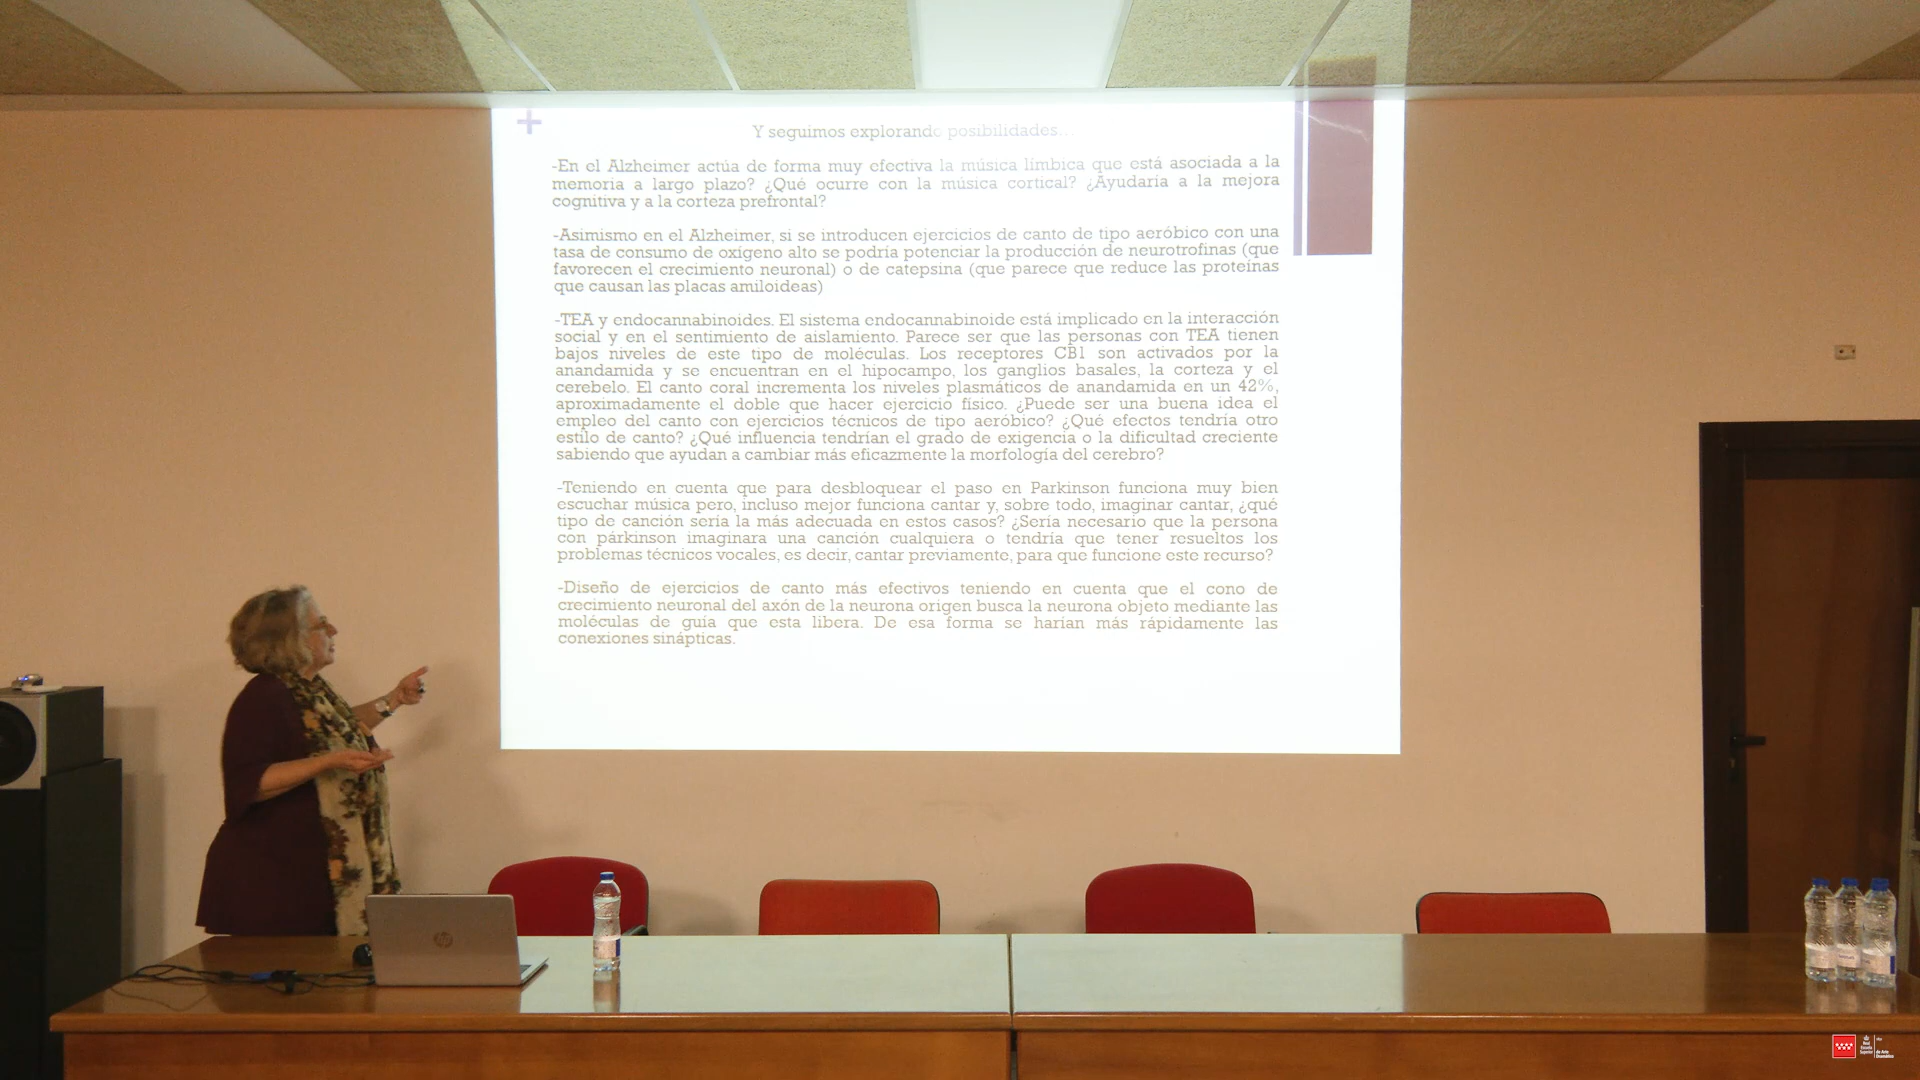 +
Y seguimos explorando posibilidades...
-En el Alzheimer actúa de forma muy efectiva la música límbica que está asociada a la
memoria a largo plazo? ¿Qué ocurre con la música cortical? ¿Ayudaría a la mejora
cognitiva y a la corteza prefrontal?
-Asimismo en el Alzheimer, si se introducen ejercicios de canto de tipo aeróbico con una
tasa de consumo de oxígeno alto se podría potenciar la producción de neurotrofinas (que
favorecen el crecimiento neuronal) o de catepsina (que parece que reduce las proteínas
que causan las placas amiloideas)
-TEA y endocannabinoides. El sistema endocannabinoide está implicado en la interacción
social y en el sentimiento de aislamiento. Parece ser que las personas con TEA tienen
bajos niveles de este tipo de moléculas. Los receptores CB1 son activados por la
anandamida y se encuentran en el hipocampo, los ganglios basales, la corteza y el
cerebelo. El canto coral incrementa los niveles plasmáticos de anandamida en un 42%,
aproximadamente el doble que hacer ejercicio físico. ¿Puede ser una buena idea el
empleo del canto con ejercicios técnicos de tipo aeróbico? ¿Qué efectos tendría otro
estilo de canto? ¿Qué influencia tendrían el grado de exigencia o la dificultad creciente
sabiendo que ayudan a cambiar más eficazmente la morfología del cerebro?
-Teniendo en cuenta que para desbloquear el paso en Parkinson funciona muy bien
escuchar música pero, incluso mejor funciona cantar y, sobre todo, imaginar cantar, ¿qué
tipo de canción sería la más adecuada en estos casos? ¿Sería necesario que la persona
con párkinson imaginara una canción cualquiera o tendría que tener resueltos los
problemas técnicos vocales, es decir, cantar previamente, para que funcione este recurso?
-Diseño de ejercicios de canto más efectivos teniendo en cuenta que el cono de
crecimiento neuronal del axón de la neurona origen busca la neurona objeto mediante las
moléculas de guía que esta libera. De esa forma se harían más rápidamente las
conexiones sinápticas.
hp
Real
Escuela
Superior
de Arte
Dramático